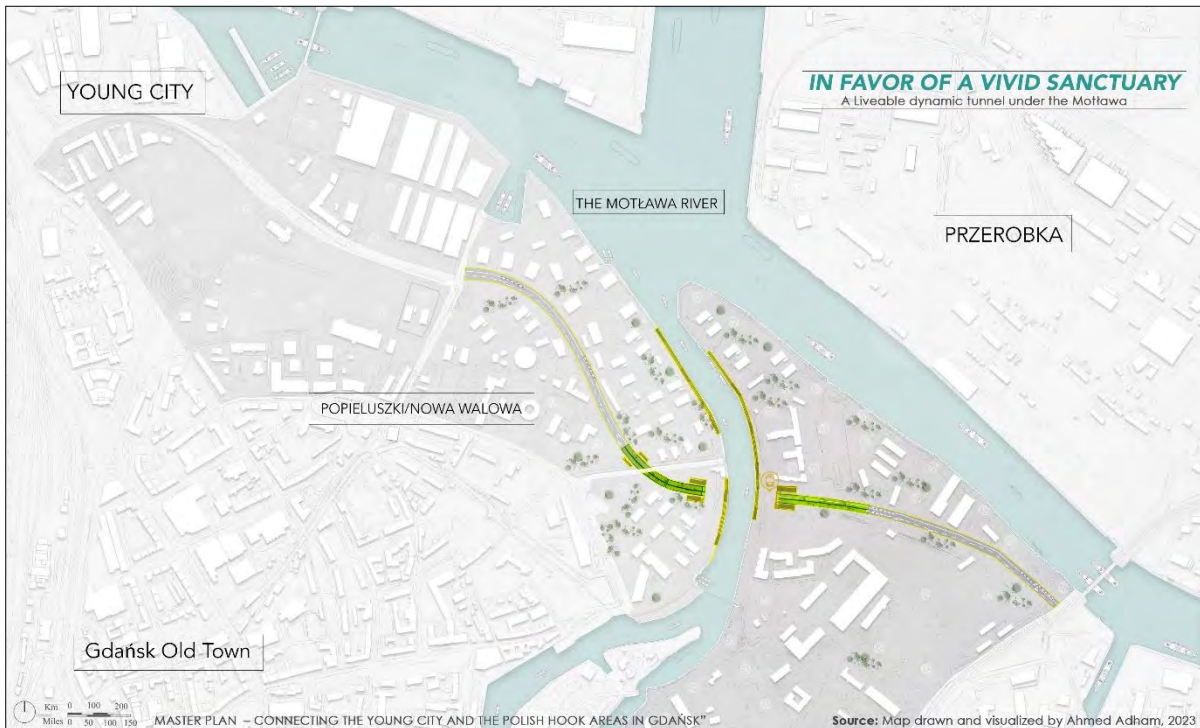 YOUNG CITY
IN FAVOR OF A VIVID SANCTUARY
A Liveable dynamic tunnel under the Motława
THE MOTŁAWA RIVER
PRZEROBKA
POPIELUSZKI/NOWA WALOWA
Gdańsk Old Town
Km 0 100 200
Miles 0 50 100 150
MASTER PLAN – CONNECTING THE YOUNG CITY AND THE POLISH HOOK AREAS IN GDAŃSK"
Source: Map drawn and visualized by Ahmed Adham, 2023